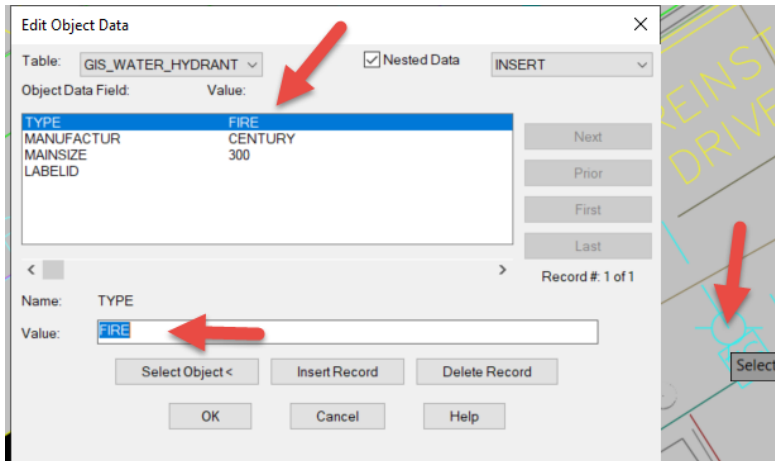 Edit Object Data
Table: GIS_WATER_HYDRANT Nested Data INSERT
Object Data Field: Value:
TYPE FIRE
MANUFACTUR CENTURY
MAINSIZE 300
LABELID
Next
Prior
First
Last
Record #: 1 of 1
Name: TYPE
Value: FIRE
Select Object < Insert Record Delete Record
OK Cancel Help
REINST
DRIV
Select